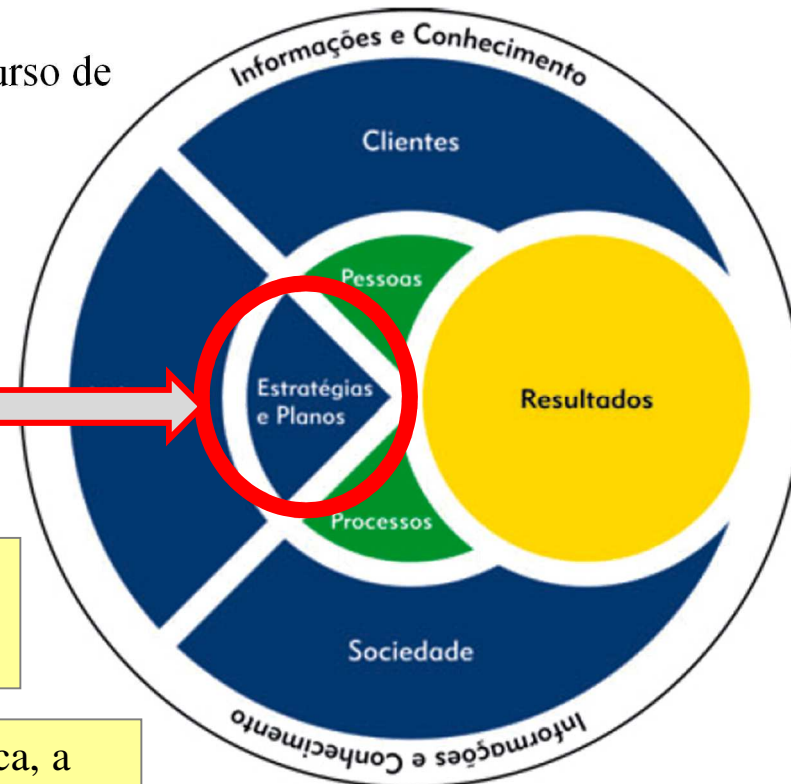 Informações e Conhecimento
urso de
Clientes
Pessoas
Estratégias
e Planos
Resultados
Processos
Sociedade
Informações e Conhecimento
ca, a